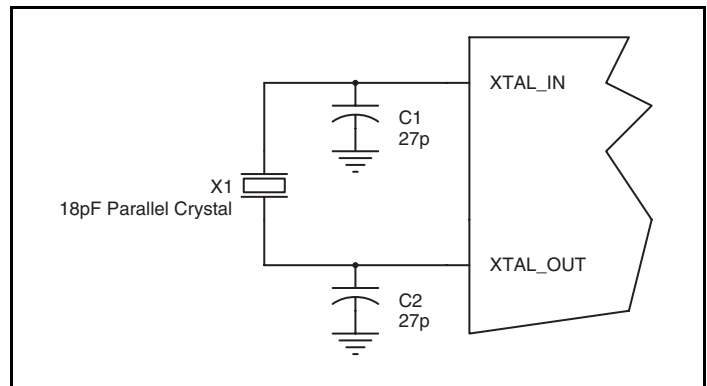 XTAL_IN
C1
27p
X1
18pF Parallel Crystal
XTAL_OUT
C2
27p